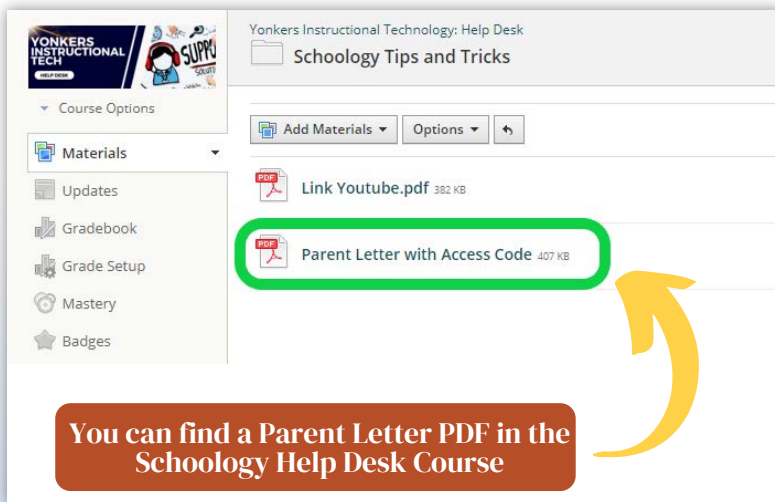 YONKERS
INSTRUCTIONAL
TECH
HELP DESK
SUPPO
SOLUTI
Course Options
Materials
Updates
Gradebook
Grade Setup
Mastery
Badges
Yonkers Instructional Technology: Help Desk
Schoology Tips and Tricks
Add Materials
Options
PDF
Link Youtube.pdf 382 KB
PDF
Parent Letter with Access Code 407 KB
You can find a Parent Letter PDF in the
Schoology Help Desk Course